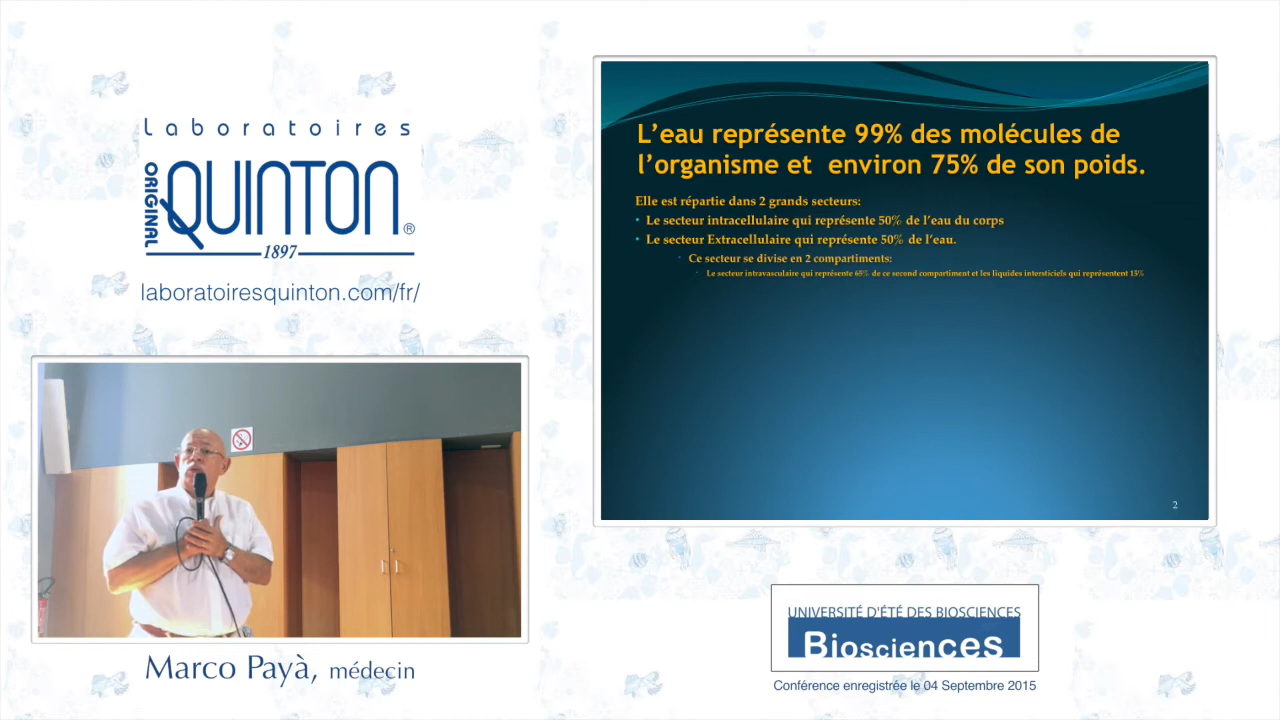 Laboratoires
ORIGINAL
QUINTON®
1897
laboratoiresquinton.com/fr/
Marco Payà, médecin
L’eau représente 99% des molécules de
l’organisme et environ 75% de son poids.
Elle est répartie dans 2 grands secteurs:
• Le secteur intracellulaire qui représente 50% de l’eau du corps
• Le secteur Extracellulaire qui représente 50% de l’eau.
· Ce secteur se divise en 2 compartiments:
· Le secteur intravasculaire qui représente 65% de ce second compartiment et les liquides intersticiels qui représentent 15%
2
UNIVERSITÉ D'ÉTÉ DES BIOSCIENCES
Biosciences
Conférence enregistrée le 04 Septembre 2015